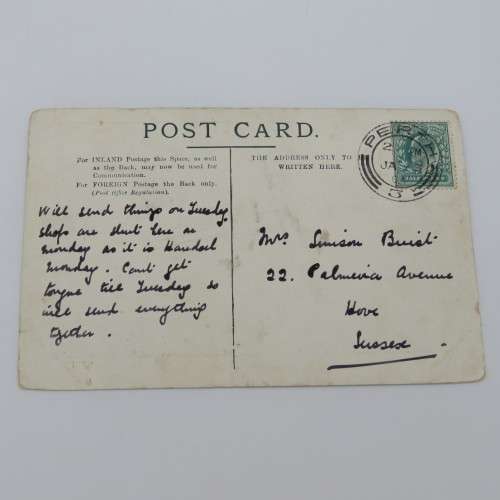 POST CARD.
For INLAND Postage this Space, as well
as the Back, may now be used for
Communication.
For FOREIGN Postage the Back only.
(Post Office Regulation).
THE ADDRESS ONLY TO
WRITTEN HERE.
PERTH
JA
Will send things on Tuesday
shops are shut here as
monday as it is Handsel
Monday. Can't get
tongue till Tuesday so
will send everything
together.
Mrs Simson Buist
22. Palmeira Avenue
Hove
Sussex